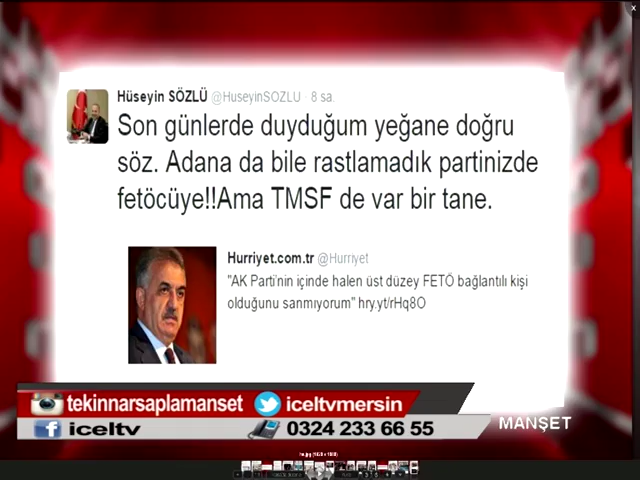 Hüseyin SÖZLÜ @HuseyinSOZLU · 8 sa.
Son günlerde duyduğum yeğane doğru
söz. Adana da bile rastlamadık partinizde
fetöcüye!!Ama TMSF de var bir tane.
Hurriyet.com.tr @Hurriyet
"AK Parti'nin içinde halen üst düzey FETÖ bağlantılı kişi
olduğunu sanmıyorum" hry.yt/rHq8O
tekinnarsaplamanset iceltvmersin
iceltv 0324 233 66 55
MANŞET